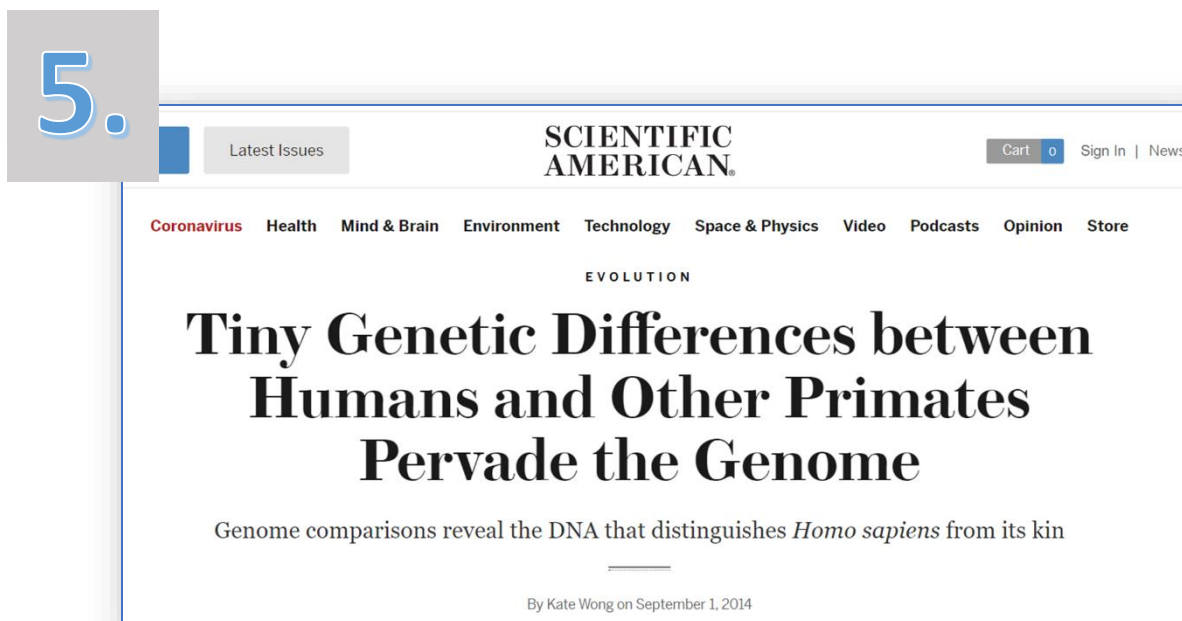 5.
Latest Issues
SCIENTIFIC
AMERICAN®
Cart 0
Sign In | News
Coronavirus Health Mind & Brain Environment Technology Space & Physics Video Podcasts Opinion Store
EVOLUTION
Tiny Genetic Differences between
Humans and Other Primates
Pervade the Genome
Genome comparisons reveal the DNA that distinguishes Homo sapiens from its kin
By Kate Wong on September 1, 2014